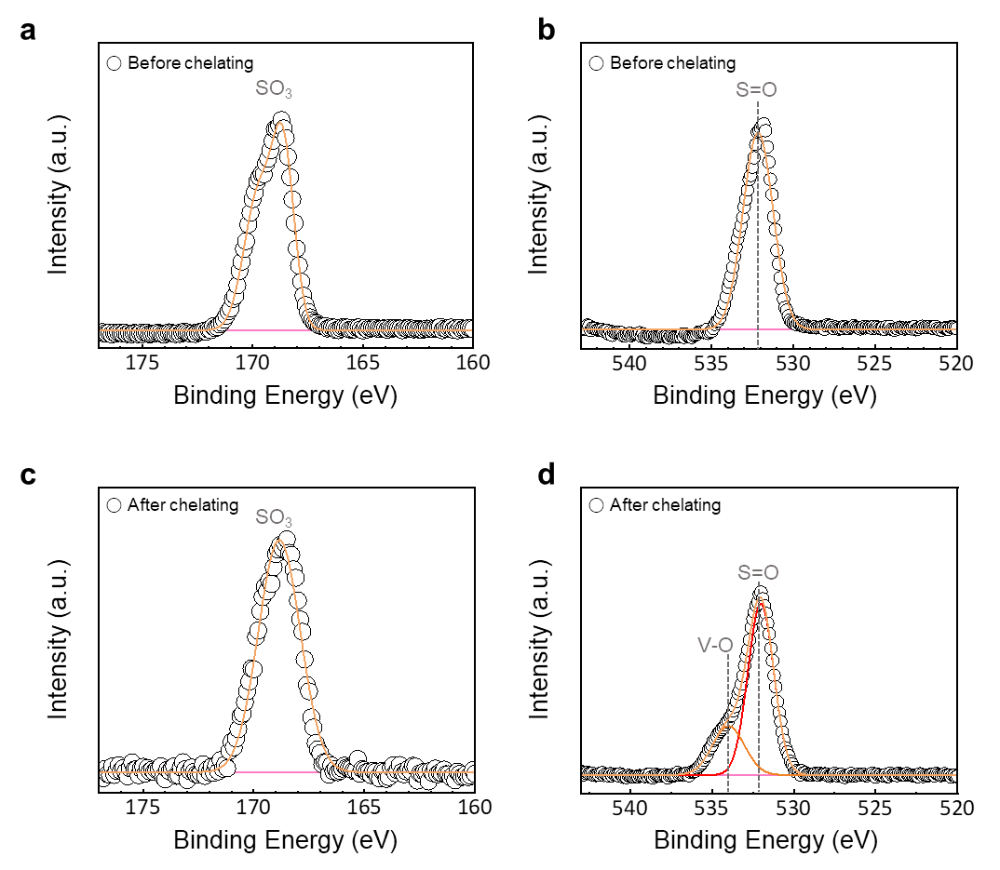 a
Before chelating
SO₃
Intensity (a.u.)
175 170 165 160
Binding Energy (eV)
b
Before chelating
S=O
Intensity (a.u.)
540 535 530 525 520
Binding Energy (eV)
c
After chelating
SO₃
Intensity (a.u.)
175 170 165 160
Binding Energy (eV)
d
After chelating
S=O
V-O
Intensity (a.u.)
540 535 530 525 520
Binding Energy (eV)